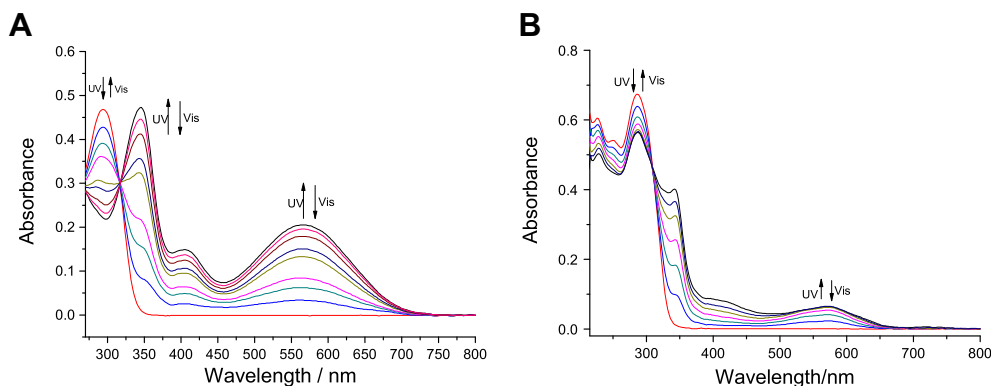 A
B
0.6
0.5
0.4
0.3
0.2
0.1
0.0
Absorbance
UV Vis
UV Vis
UV Vis
300 350 400 450 500 550 600 650 700 750 800
Wavelength / nm
0.8
0.6
0.4
0.2
0.0
Absorbance
UV Vis
UV Vis
300 400 500 600 700 800
Wavelength/nm